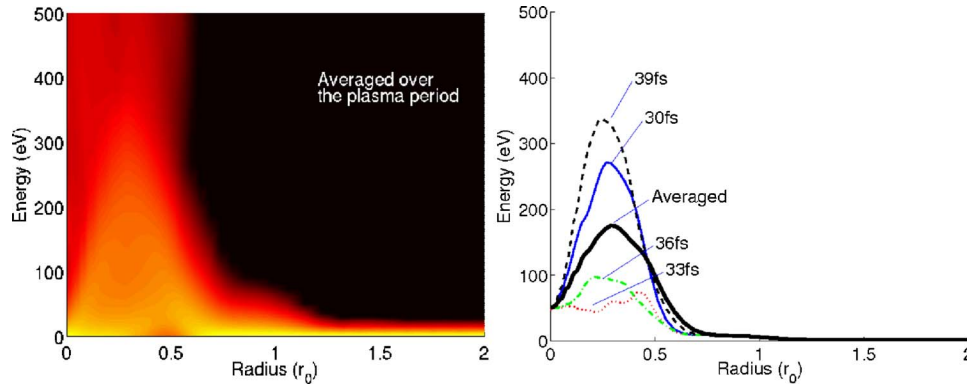 500
400
300
200
100
0
Energy (eV)
Averaged over
the plasma period
0
0.5
1
1.5
2
Radius (r0)
500
400
300
200
100
0
Energy (eV)
39fs
30fs
Averaged
36fs
33fs
0
0.5
1
1.5
2
Radius (r0)